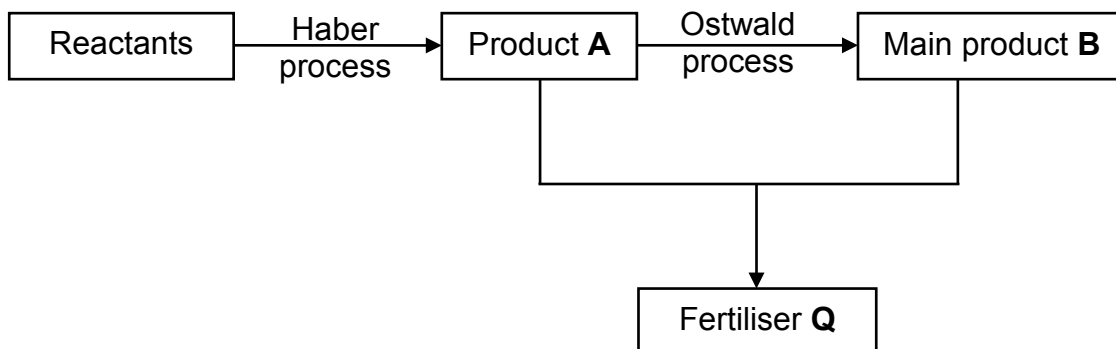 Reactants
Haber
process
Product A
Ostwald
process
Main product B
Fertiliser Q